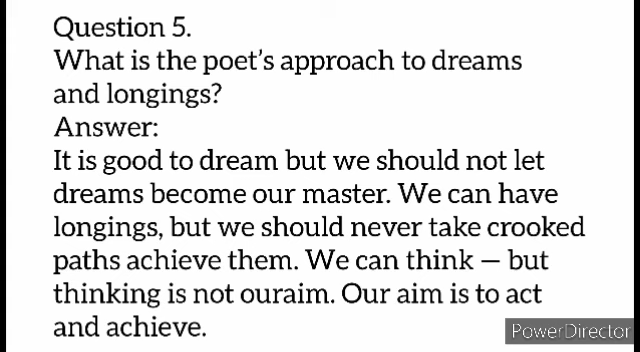 Question 5.
What is the poet's approach to dreams
and longings?
Answer:
It is good to dream but we should not let
dreams become our master. We can have
longings, but we should never take crooked
paths achieve them. We can think – but
thinking is not ouraim. Our aim is to act
and achieve.
PowerDirector